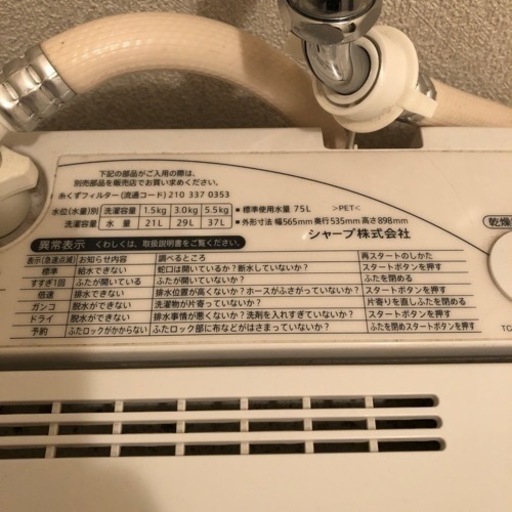 下記の部品がご入用の際は、
別売部品を販売店でお買い求めください。
糸くずフィルター(流通コード) 210 337 0353
水位(水量)別 洗濯容量 1.5kg 3.0kg 5.5kg
洗濯容量 水量 21L 29L 37L
■ 標準使用水量 75L >PET<
■ 外形寸法 幅565mm 奥行535mm 高さ898mm
シャープ株式会社
乾燥
異常表示 くわしくは、取扱説明書をご覧ください。
表示(急速点滅) お知らせ内容 調べるところ 再スタートのしかた
標準 給水できない 蛇口は開いているか?断水していないか? スタートボタンを押す
すすぎ1回 ふたが開いている ふたが開いていないか? ふたを閉める
低速 排水できない 排水位置が高くないか?ホースがふさがっていないか? スタートボタンを押す
ガンコ 脱水ができない 洗濯物が片寄っていないか? 片寄りを直しふたを閉める
ドライ 脱水ができない 排水事情が悪くないか?洗剤を入れすぎていないか? スタートボタンを押す
予約 ふたロックがかからない ふたロック部に布などがはさまっていないか? ふたを閉めスタートボタンを押す